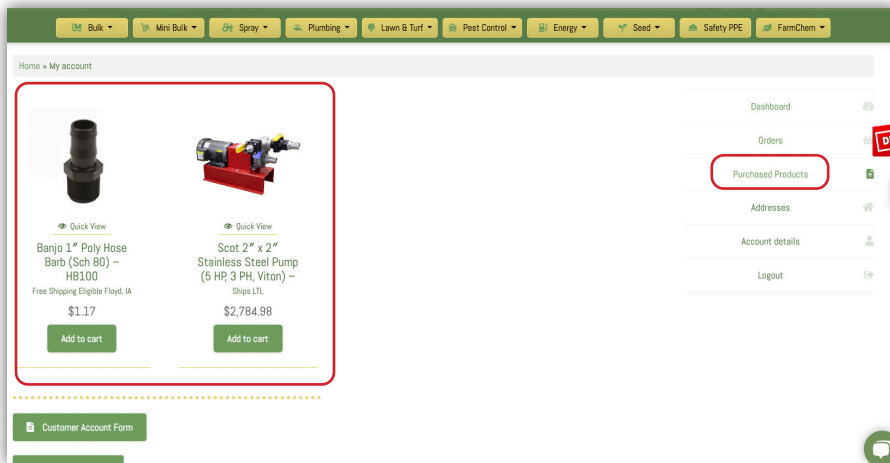 Bulk
Mini Bulk
Spray
Plumbing
Lawn & Turf
Pest Control
Energy
Seed
Safety PPE
FarmChem
Home » My account
Quick View
Banjo 1″ Poly Hose
Barb (Sch 80) –
HB100
Free Shipping Eligible Floyd, IA
$1.17
Add to cart
Quick View
Scot 2″ x 2″
Stainless Steel Pump
(5 HP, 3 PH, Viton) –
Ships LTL
$2,784.98
Add to cart
Dashboard
Orders
Purchased Products
Addresses
Account details
Logout
Customer Account Form